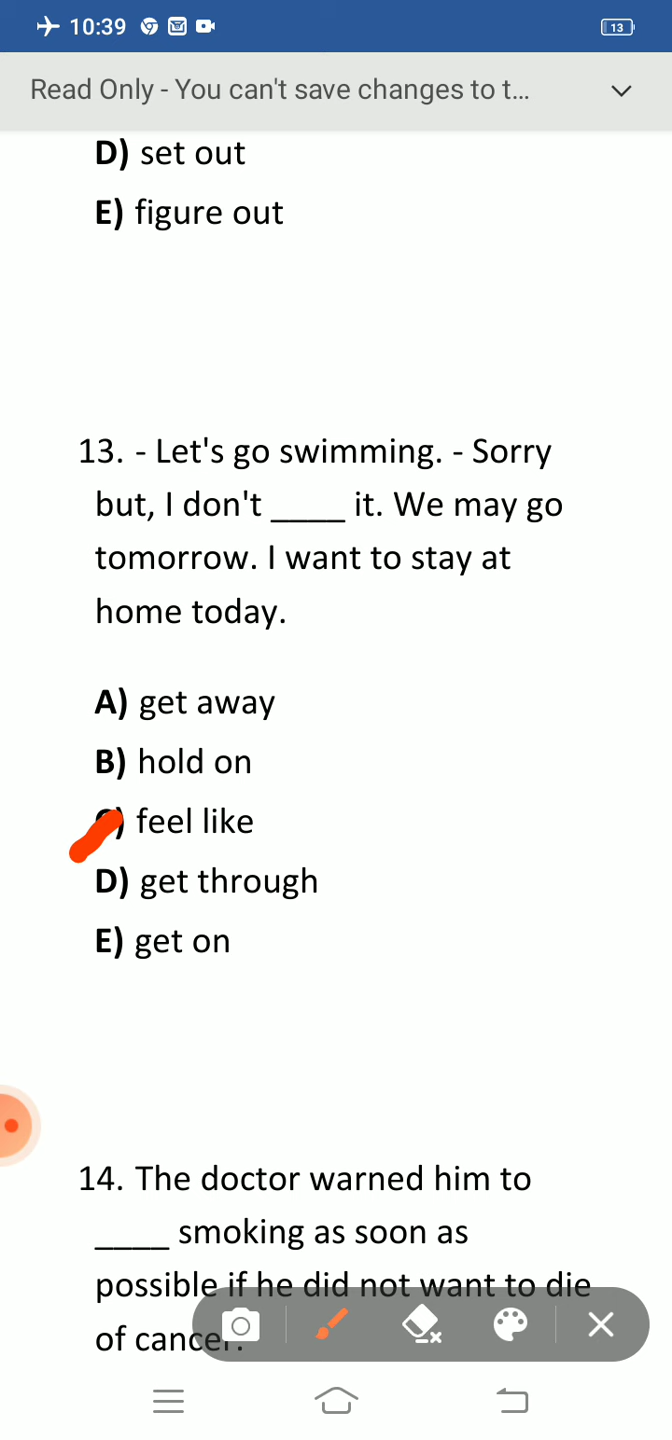 10:39
13
Read Only - You can't save changes to t...
D) set out
E) figure out
13. - Let's go swimming. - Sorry
but, I don't ____ it. We may go
tomorrow. I want to stay at
home today.
A) get away
B) hold on
C) feel like
D) get through
E) get on
14. The doctor warned him to
____ smoking as soon as
possible if he did not want to die
of cancer.